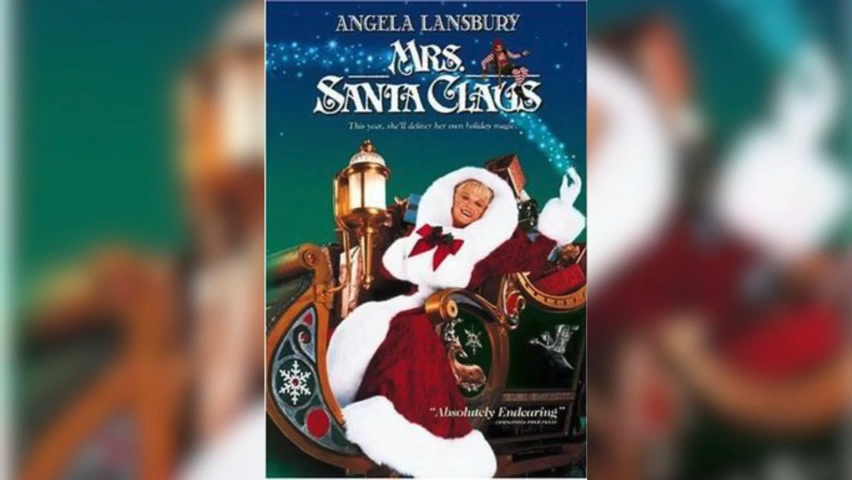 ANGELA LANSBURY
MRS.
SANTA CLAUS
This year, she'll deliver her own holiday magic.
"Absolutely Endearing"